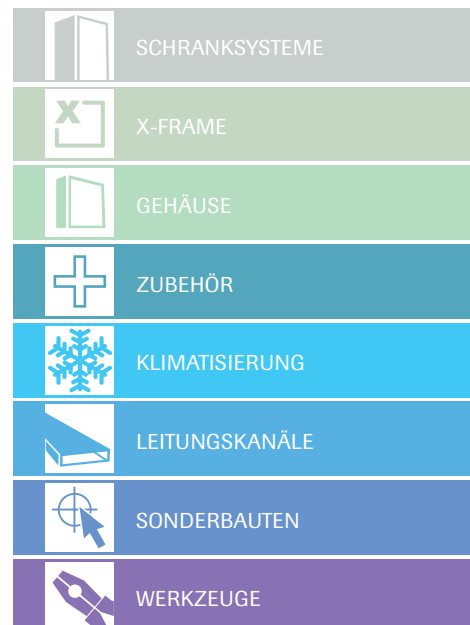 SCHRANKSYSTEME
X-FRAME
GEHÄUSE
ZUBEHÖR
KLIMATISIERUNG
LEITUNGSKANÄLE
SONDERBAUTEN
WERKZEUGE